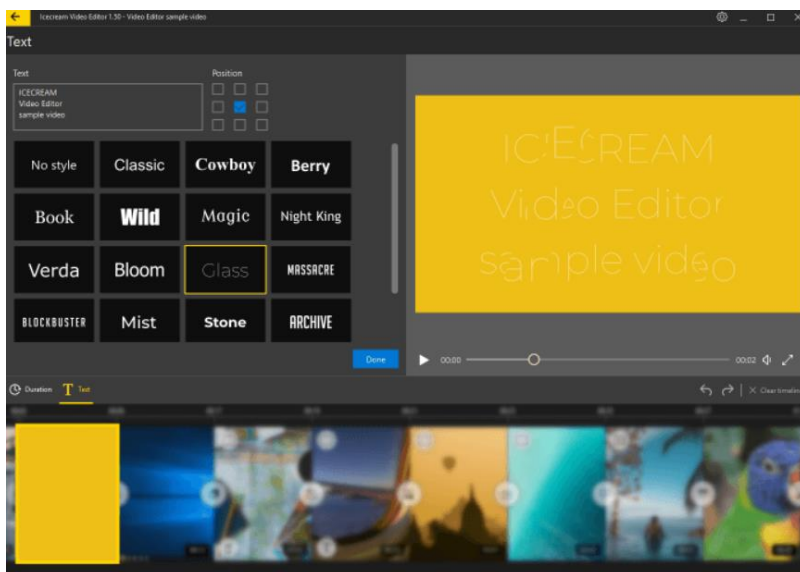 Icecream Video Editor 1.50 - Video Editor sample video
Text
Text
Position
ICECREAM
Video Editor
sample video
No style
Classic
Cowboy
Berry
Book
Wild
Magic
Night King
Verda
Bloom
Glass
MASSACRE
BLOCKBUSTER
Mist
Stone
ARCHIVE
Done
ICECREAM
Video Editor
sample video
00:00
00:02
Duration
T Text
Clear timeline